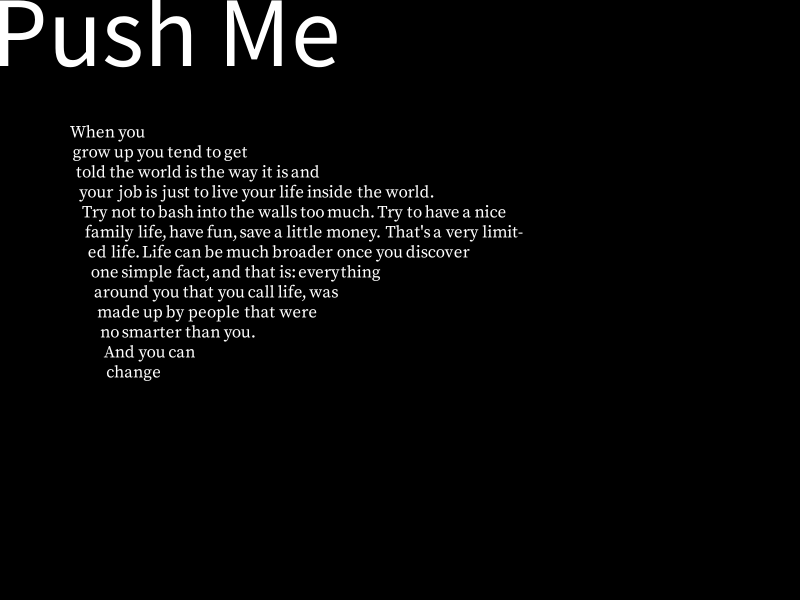 Push Me
When you
grow up you tend to get
told the world is the way it is and
your job is just to live your life inside the world.
Try not to bash into the walls too much. Try to have a nice
family life, have fun, save a little money. That's a very limit-
ed life. Life can be much broader once you discover
one simple fact, and that is: everything
around you that you call life, was
made up by people that were
no smarter than you.
And you can
change